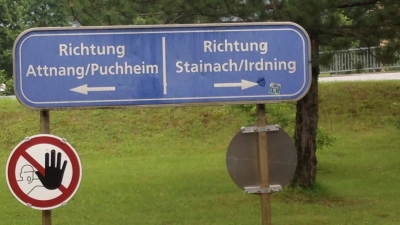 Richtung
Attnang/Puchheim
Richtung
Stainach/Irdning